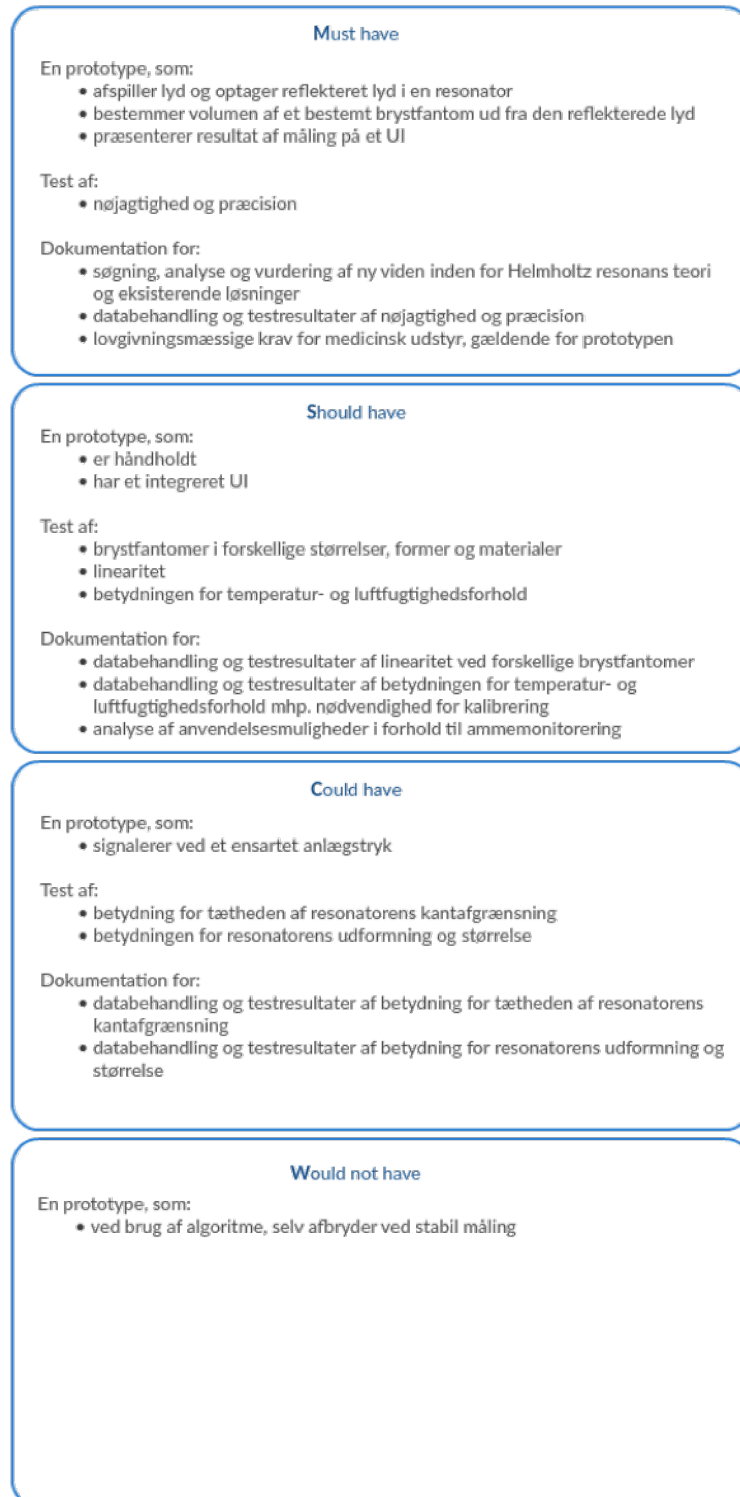 Must have
En prototype, som:
• afspiller lyd og optager reflekteret lyd i en resonator
• bestemmer volumen af et bestemt brystfantom ud fra den reflekterede lyd
• præsenterer resultat af måling på et UI
Test af:
• nøjagtighed og præcision
Dokumentation for:
• søgning, analyse og vurdering af ny viden inden for Helmholtz resonans teori
og eksisterende løsninger
• databehandling og testresultater af nøjagtighed og præcision
• lovgivningsmæssige krav for medicinsk udstyr, gældende for prototypen
Should have
En prototype, som:
• er håndholdt
• har et integreret UI
Test af:
• brystfantomer i forskellige størrelser, former og materialer
• linearitet
• betydningen for temperatur- og luftfugtighedsforhold
Dokumentation for:
• databehandling og testresultater af linearitet ved forskellige brystfantomer
• databehandling og testresultater af betydningen for temperatur- og
luftfugtighedsforhold mhp. nødvendighed for kalibrering
• analyse af anvendelsesmuligheder i forhold til ammemonitorering
Could have
En prototype, som:
• signalerer ved et ensartet anlægstryk
Test af:
• betydning for tætheden af resonatorens kantafgrænsning
• betydningen for resonatorens udformning og størrelse
Dokumentation for:
• databehandling og testresultater af betydning for tætheden af resonatorens
kantafgrænsning
• databehandling og testresultater af betydning for resonatorens udformning og
størrelse
Would not have
En prototype, som:
• ved brug af algoritme, selv afbryder ved stabil måling